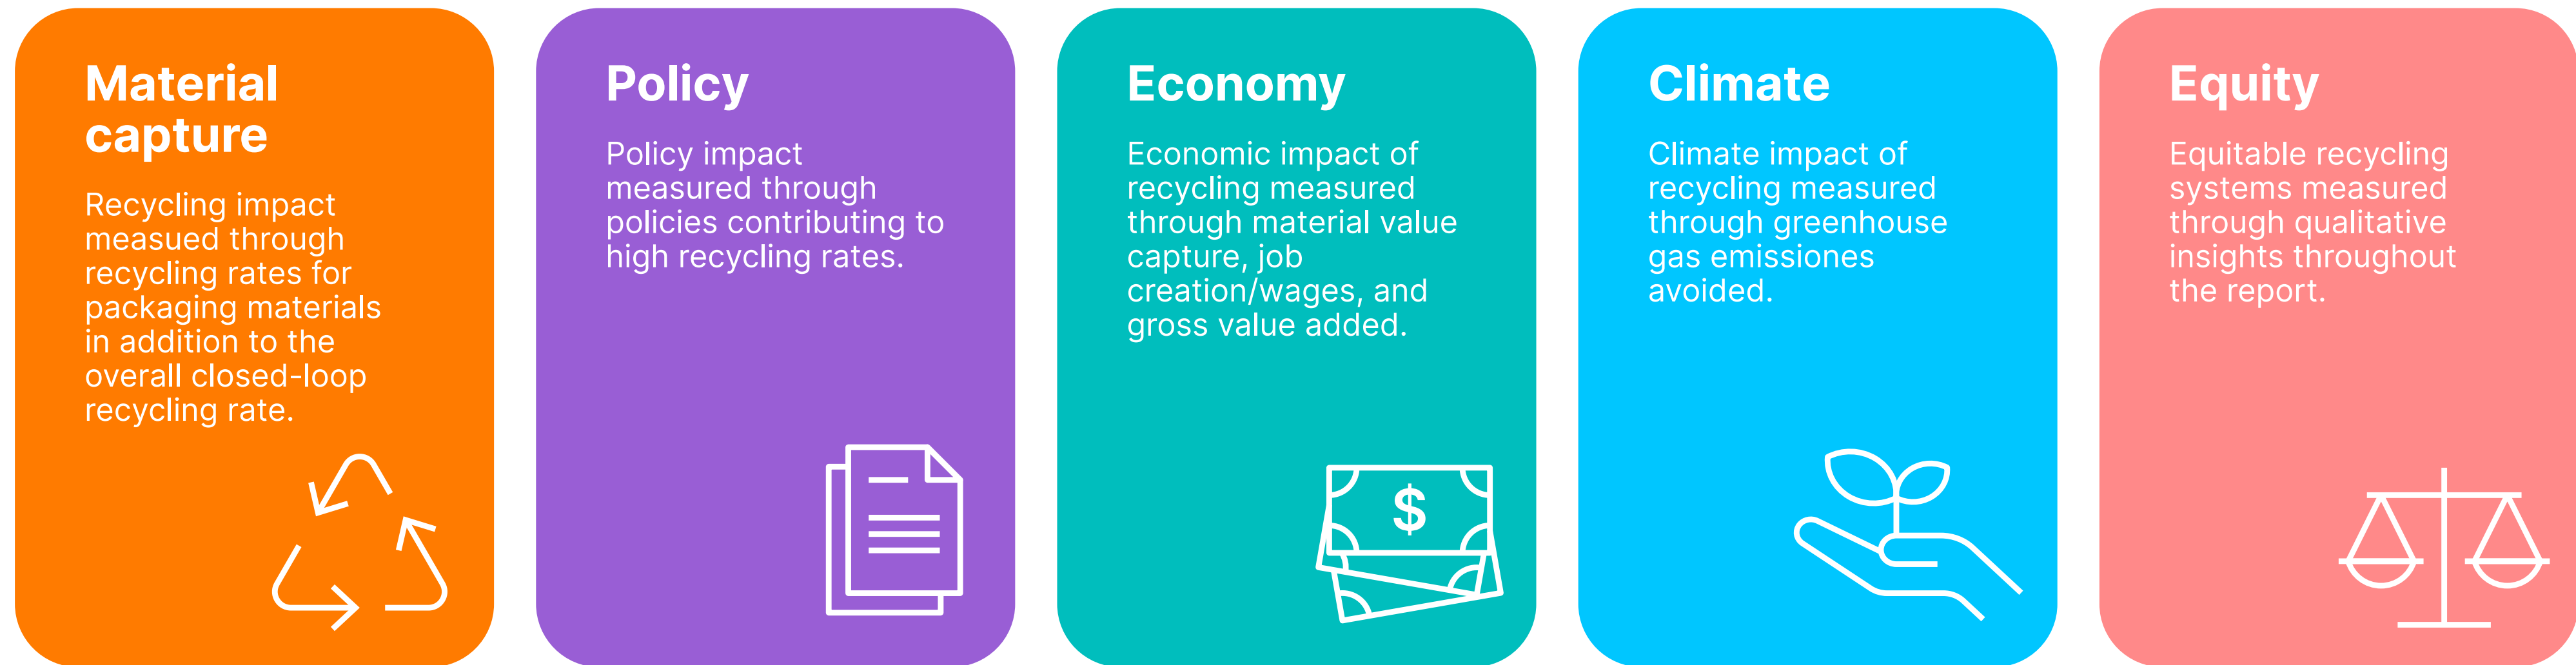 Material
capture
Recycling impact
measued through
recycling rates for
packaging materials
in addition to the
overall closed-loop
recycling rate.
Policy
Policy impact
measured through
policies contributing to
high recycling rates.
Economy
Economic impact of
recycling measured
through material value
capture, job
creation/wages, and
gross value added.
$
Climate
Climate impact of
recycling measured
through greenhouse
gas emissiones
avoided.
Equity
Equitable recycling
systems measured
through qualitative
insights throughout
the report.